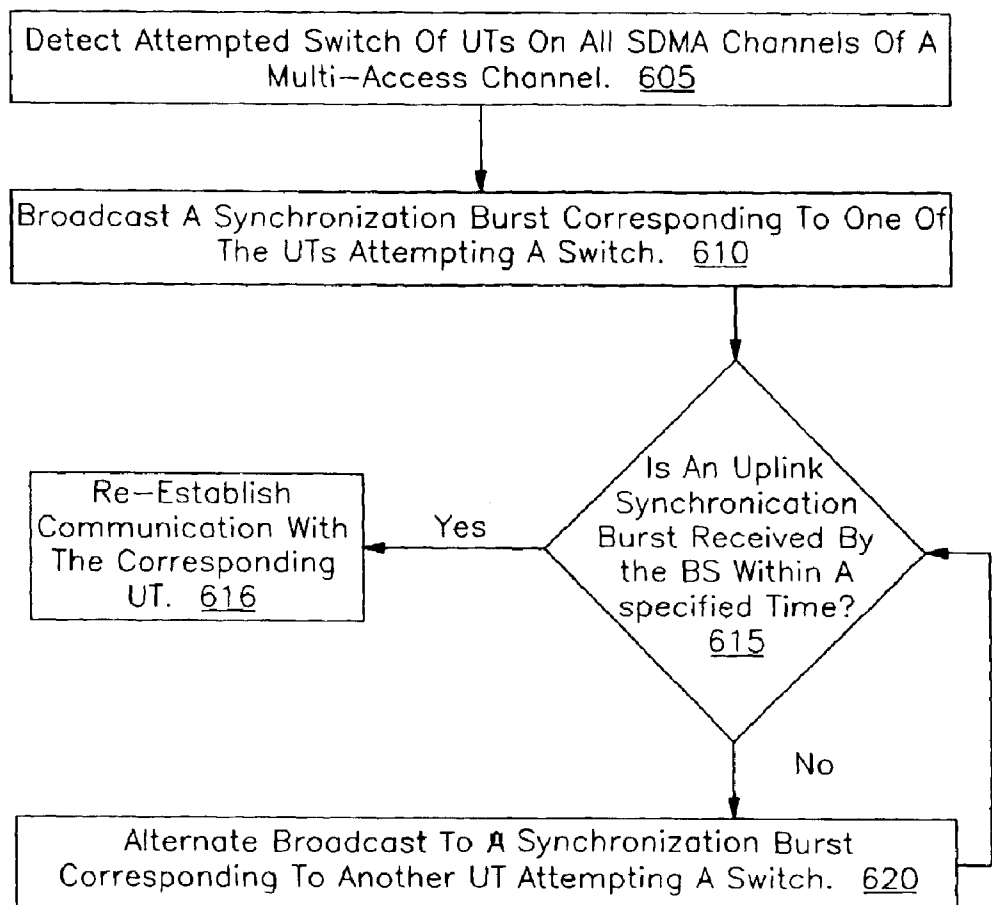 Detect Attempted Switch Of UTs On All SDMA Channels Of A
Multi-Access Channel. 605
Broadcast A Synchronization Burst Corresponding To One Of
The UTs Attempting A Switch. 610
Is An Uplink
Synchronication
Burst Received By
the BS Within A
specified Time?
615
Yes
Re-Establish
Communication With
The Corresponding
UT. 616
No
Alternate Broadcast To A Synchronization Burst
Corresponding To Another UT Attempting A Switch. 620